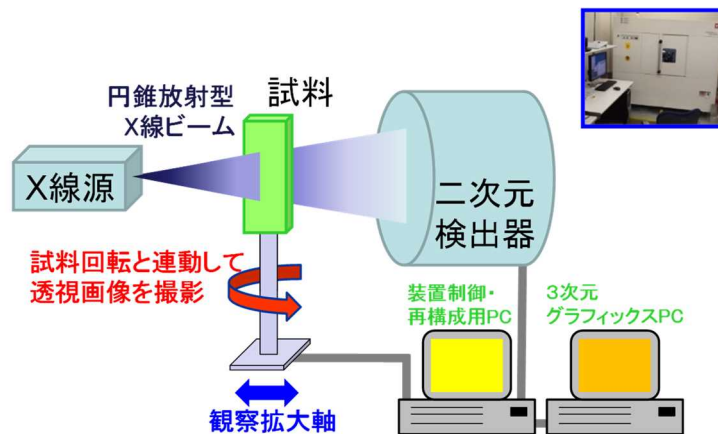 円錐放射型
X線ビーム
試料
X線源
二次元
検出器
試料回転と連動して
透視画像を撮影
装置制御・
再構成用PC
3次元
グラフィックスPC
観察拡大軸